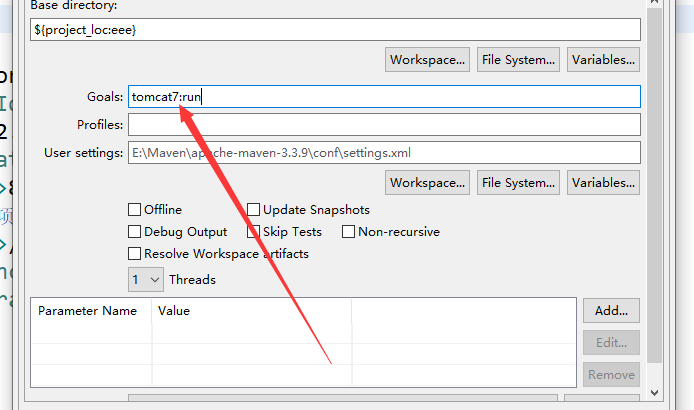 Base directory:
${project_loc:eee}
Workspace... File System... Variables...
Goals: tomcat7:run
Profiles:
User settings: E:\Maven\apache-maven-3.3.9\conf\settings.xml
Workspace... File System... Variables...
Offline Update Snapshots
Debug Output Skip Tests Non-recursive
Resolve Workspace artifacts
1 Threads
Parameter Name Value
Add...
Edit...
Remove